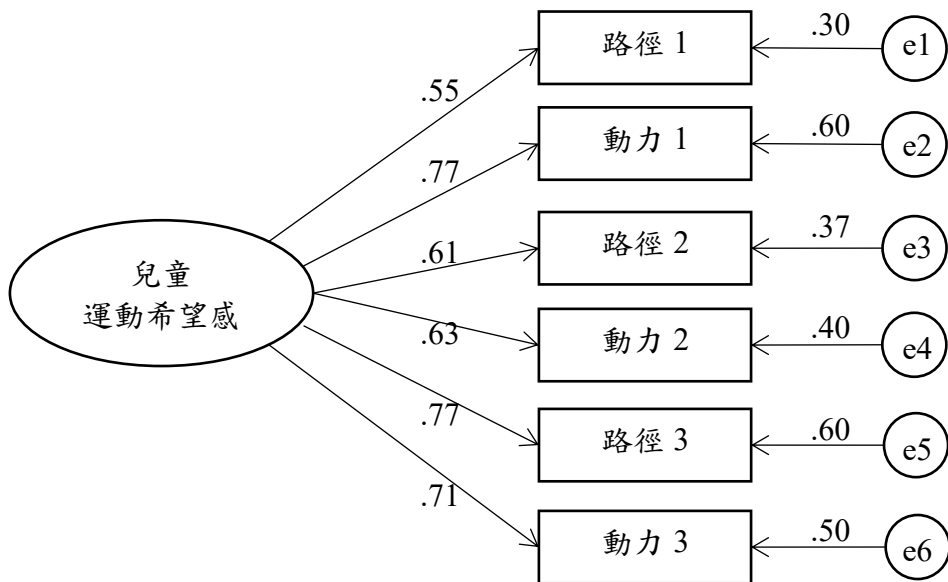 路徑 1
.30
e1
.55
動力 1
.60
e2
.77
路徑 2
.37
e3
.61
兒童
運動希望感
動力 2
.40
e4
.63
路徑 3
.60
e5
.77
動力 3
.50
e6
.71